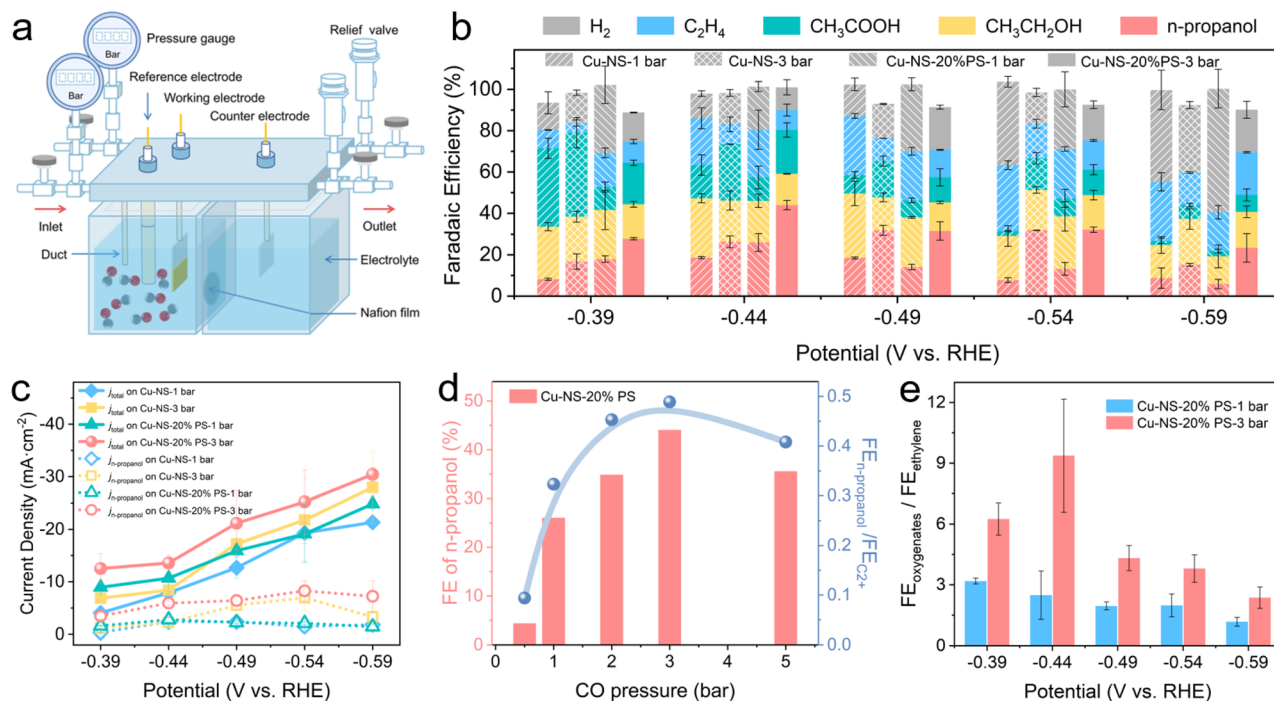 a
Pressure gauge
Relief valve
Bar
Reference electrode
Bar
Working electrode
Counter electrode
Inlet
Outlet
Duct
Electrolyte
Nafion film
b
H2
C2H4
CH3COOH
CH3CH2OH
n-propanol
Cu-NS-1 bar
Cu-NS-3 bar
Cu-NS-20%PS-1 bar
Cu-NS-20%PS-3 bar
Faradaic Efficiency (%)
100
80
60
40
20
0
-0.39
-0.44
-0.49
-0.54
-0.59
Potential (V vs. RHE)
c
jtotal on Cu-NS-1 bar
jtotal on Cu-NS-3 bar
jtotal on Cu-NS-20% PS-1 bar
jtotal on Cu-NS-20% PS-3 bar
jn-propanol on Cu-NS-1 bar
jn-propanol on Cu-NS-3 bar
jn-propanol on Cu-NS-20% PS-1 bar
jn-propanol on Cu-NS-20% PS-3 bar
Current Density (mA·cm-2)
-40
-30
-20
-10
0
-0.39
-0.44
-0.49
-0.54
-0.59
Potential (V vs. RHE)
d
Cu-NS-20% PS
FE of n-propanol (%)
50
40
30
20
10
0
0
1
2
3
4
5
CO pressure (bar)
0.5
0.4
0.3
0.2
0.1
0.0
FEn-propanol/FEC2+
e
Cu-NS-20% PS-1 bar
Cu-NS-20% PS-3 bar
FEoxygenates / FEethylene
12
9
6
3
0
-0.39
-0.44
-0.49
-0.54
-0.59
Potential (V vs. RHE)